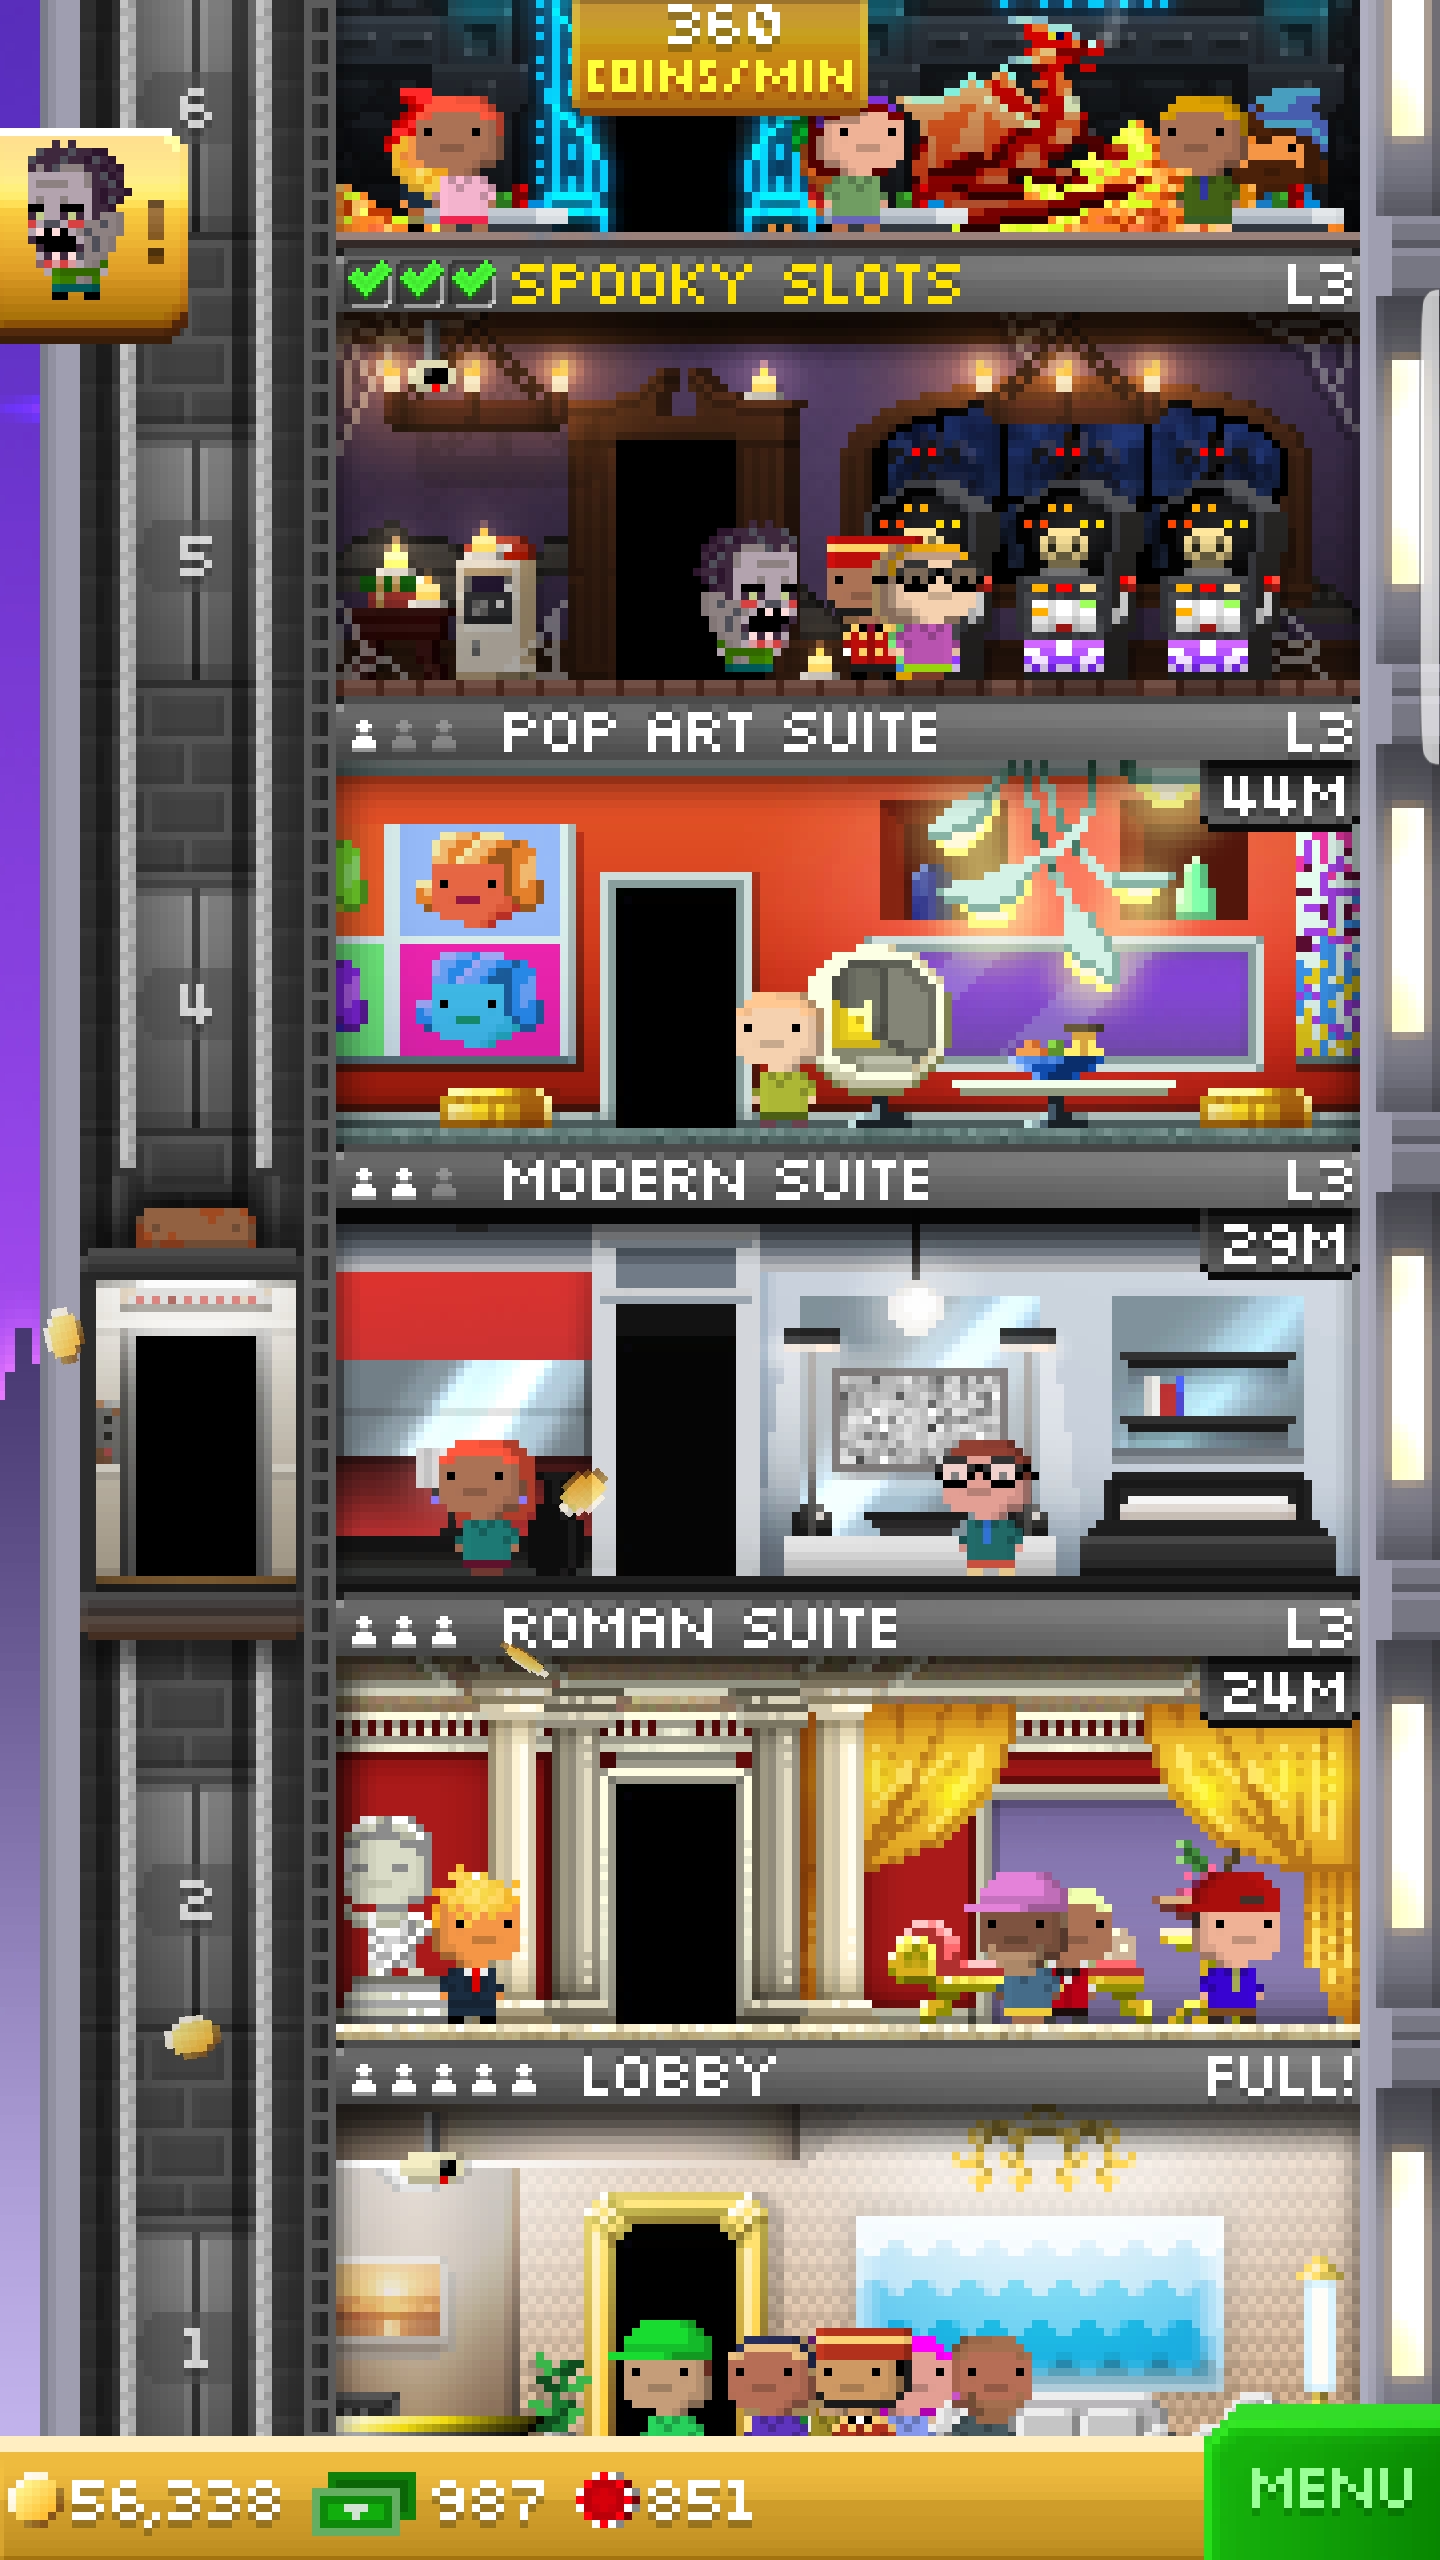 360
COINS/MIN
6
!
SPOOKY SLOTS L3
5
POP ART SUITE L3
44M
4
MODERN SUITE L3
29M
ROMAN SUITE L3
24M
2
LOBBY FULL!
1
56,338 987 851
MENU